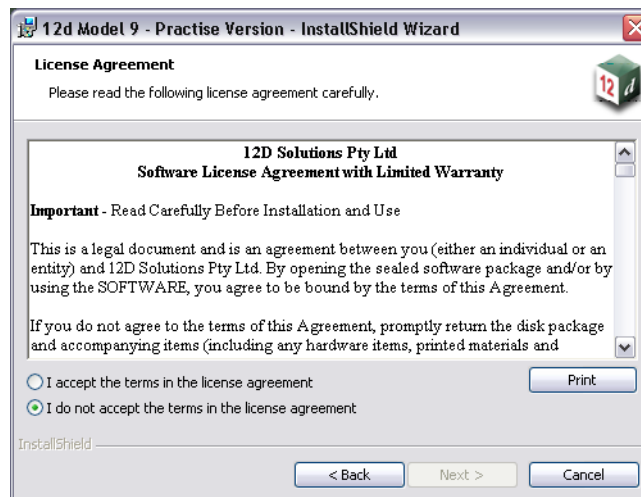 12d Model 9 - Practise Version - InstallShield Wizard
License Agreement
Please read the following license agreement carefully.
12 d
12D Solutions Pty Ltd
Software License Agreement with Limited Warranty
Important - Read Carefully Before Installation and Use
This is a legal document and is an agreement between you (either an individual or an
entity) and 12D Solutions Pty Ltd. By opening the sealed software package and/or by
using the SOFTWARE, you agree to be bound by the terms of this Agreement.
If you do not agree to the terms of this Agreement, promptly return the disk package
and accompanying items (including any hardware items, printed materials and
I accept the terms in the license agreement
Print
I do not accept the terms in the license agreement
InstallShield
< Back
Next >
Cancel